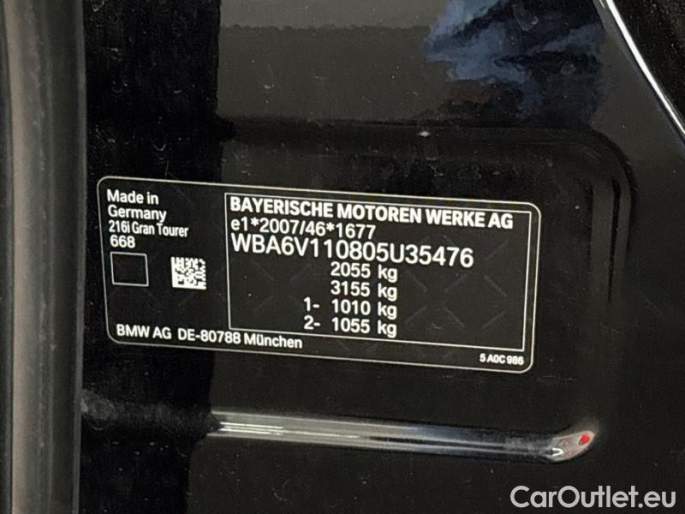 Made in
Germany
216i Gran Tourer
668
BAYERISCHE MOTOREN WERKE AG
e1*2007/46*1677
WBA6V110805U35476
2055 kg
3155 kg
1- 1010 kg
2- 1055 kg
BMW AG DE-80788 München
5 A0C 986
CarOutlet.eu